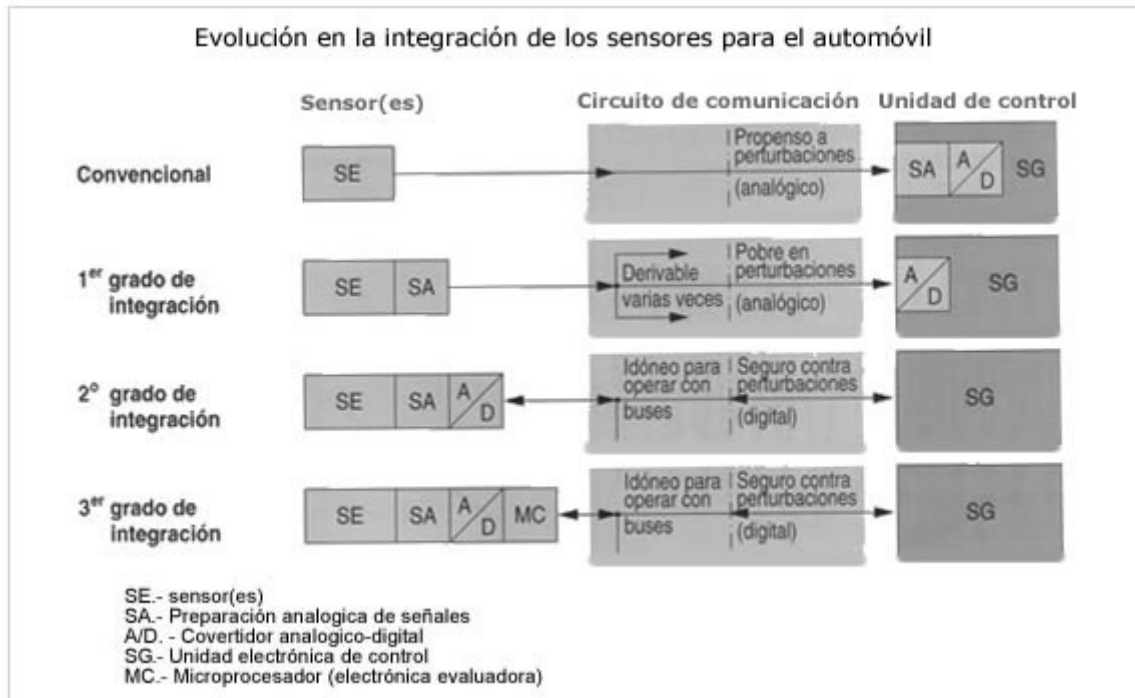 Evolución en la integración de los sensores para el automóvil
Sensor(es)
Circuito de comunicación
Unidad de control
Convencional
SE
Propenso a
perturbaciones
(analógico)
SA
A
D
SG
1er grado de
integración
SE
SA
Derivable
varias veces
Pobre en
perturbaciones
(analógico)
A
D
SG
2o grado de
integración
SE
SA
A
D
Idóneo para
operar con
buses
Seguro contra
perturbaciones
(digital)
SG
3er grado de
integración
SE
SA
A
D
MC
Idóneo para
operar con
buses
Seguro contra
perturbaciones
(digital)
SG
SE.- sensor(es)
SA.- Preparación analogica de señales
A/D. - Covertidor analogico-digital
SG.- Unidad electrónica de control
MC.- Microprocesador (electrónica evaluadora)